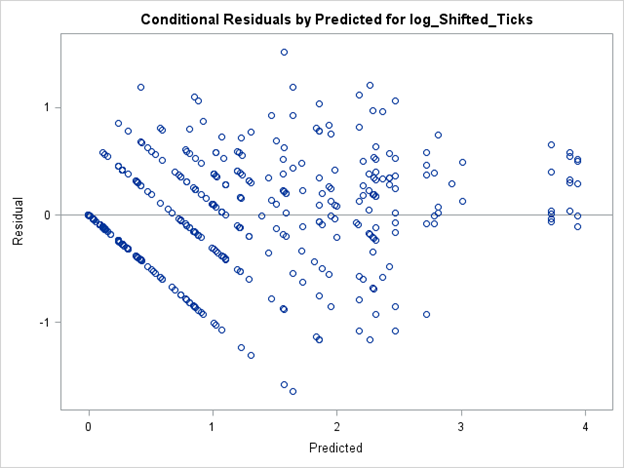 Conditional Residuals by Predicted for log_Shifted_Ticks
1
0
-1
Residual
0 1 2 3 4
Predicted